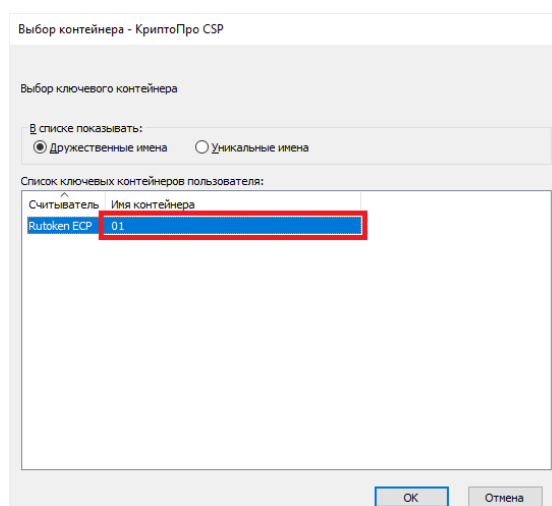 Выбор контейнера - КриптоПро CSP
Выбор ключевого контейнера
В списке показывать:
Дружественные имена Уникальные имена
Список ключевых контейнеров пользователя:
Считыватель Имя контейнера
Rutoken ECP 01
ОК Отмена